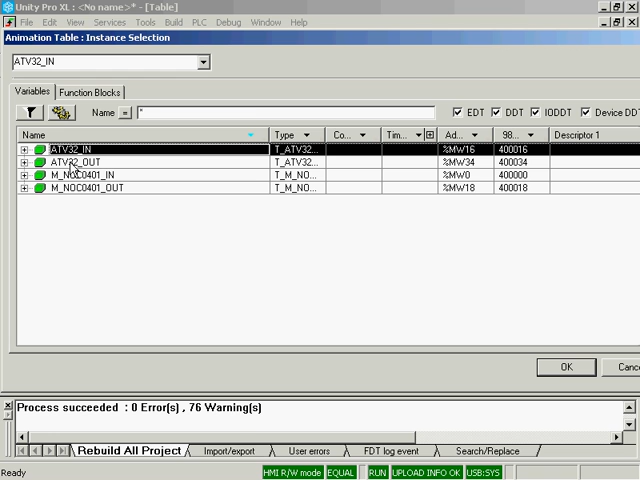 Unity Pro XL : <No name>* - [Table]
File Edit View Services Tools Build PLC Debug Window Help
Animation Table : Instance Selection
ATV32_IN
Variables Function Blocks
Name = * EDT DDT IODDT Device DDT
Name Type Co... Tim... Ad... 98... Descriptor 1
ATV32_IN T_ATV32... %MW16 400016
ATV32_OUT T_ATV32... %MW34 400034
M_NOC0401_IN T_M_NO... %MW0 400000
M_NOC0401_OUT T_M_NO... %MW18 400018
OK Cance
Process succeeded : 0 Error(s) , 76 Warning(s)
Rebuild All Project Import/export User errors FDT log event Search/Replace
Ready HMI R/W mode EQUAL RUN UPLOAD INFO OK USB:SYS